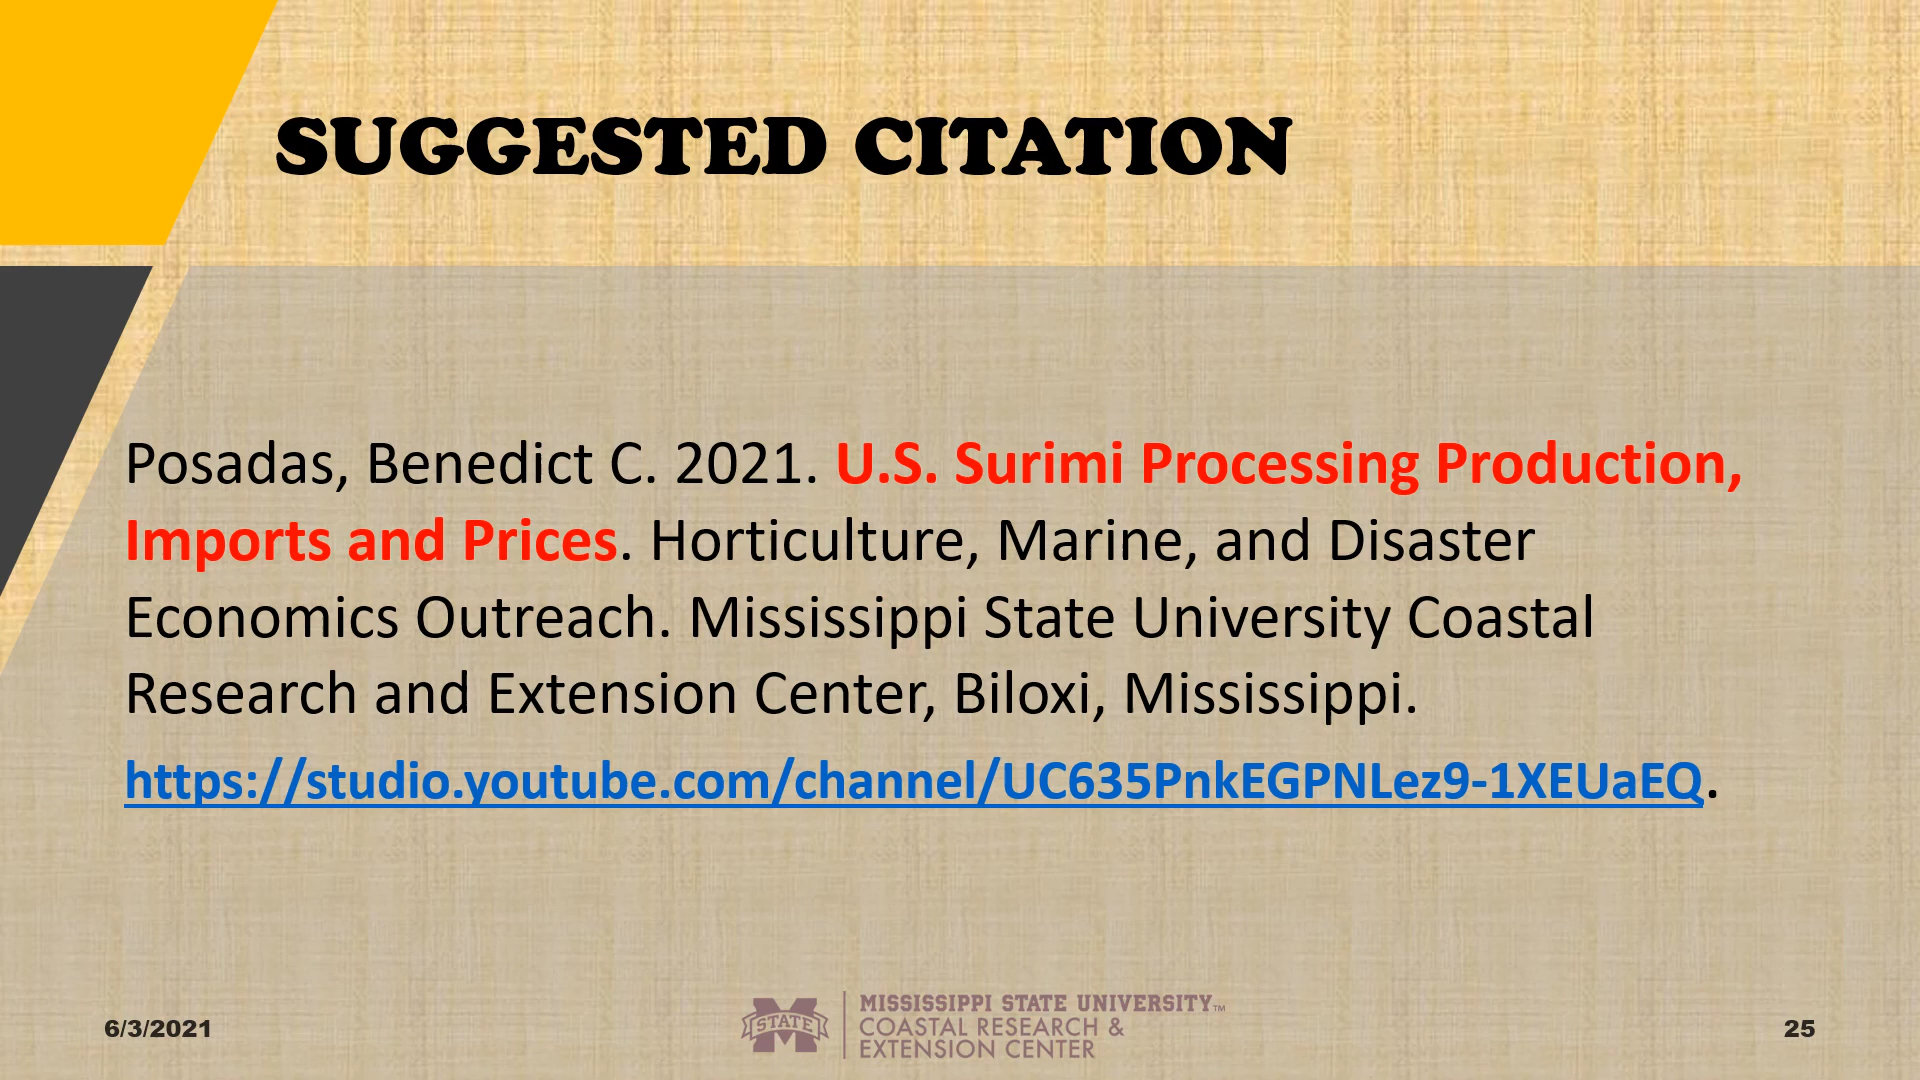 SUGGESTED CITATION
Posadas, Benedict C. 2021. U.S. Surimi Processing Production,
Imports and Prices. Horticulture, Marine, and Disaster
Economics Outreach. Mississippi State University Coastal
Research and Extension Center, Biloxi, Mississippi.
https://studio.youtube.com/channel/UC635PnkEGPNLez9-1XEUaEQ.
6/3/2021
STATE
MISSISSIPPI STATE UNIVERSITY™
COASTAL RESEARCH &
EXTENSION CENTER
25